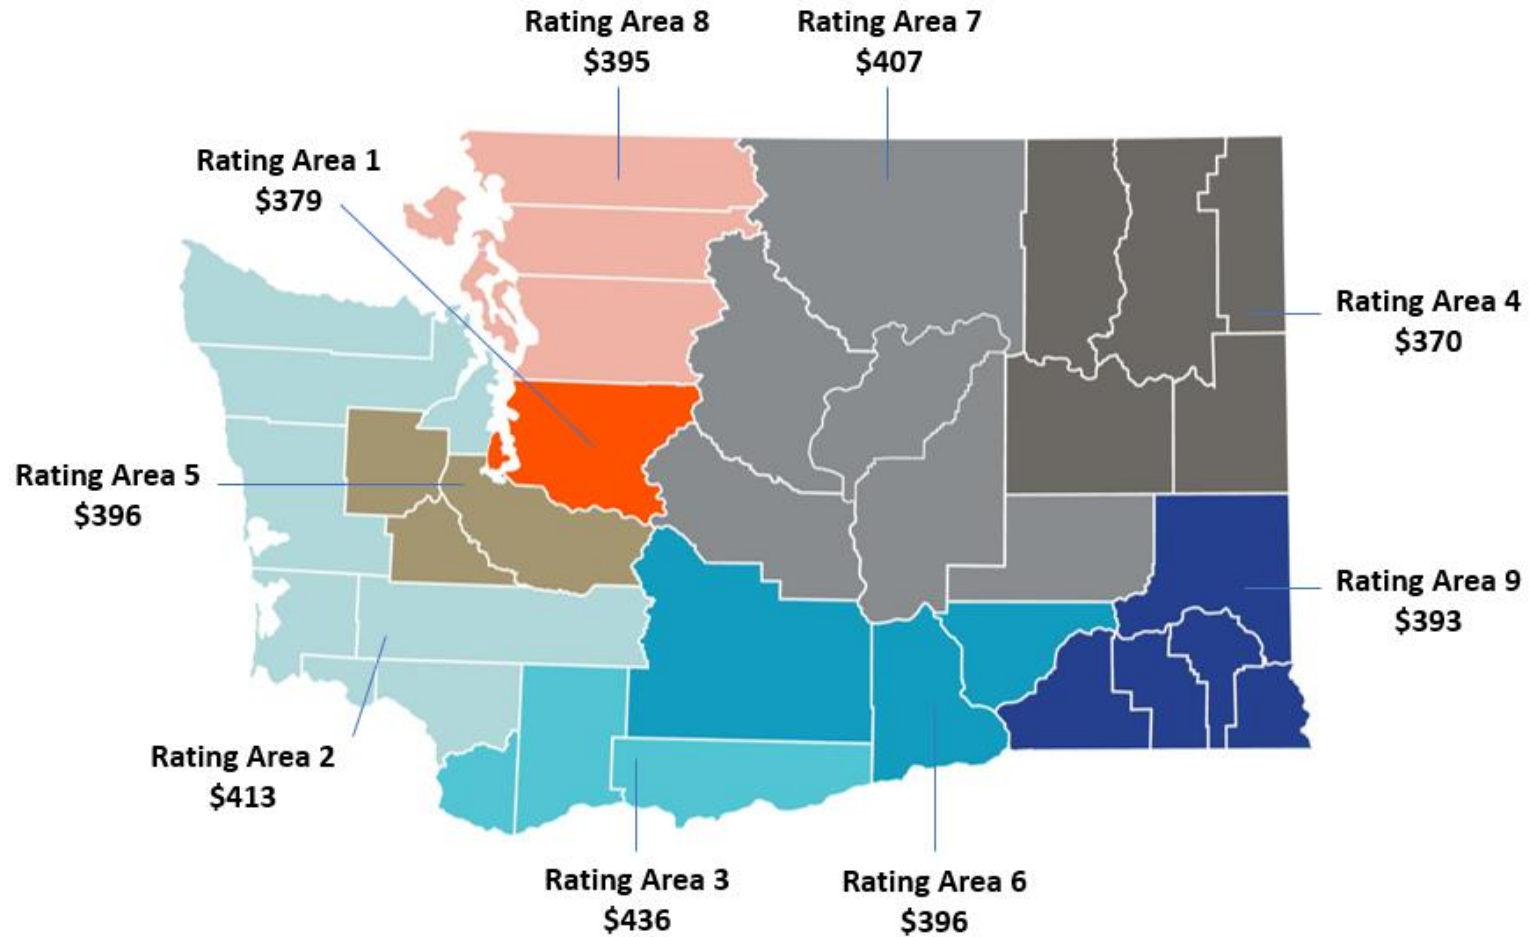 Rating Area 8
$395
Rating Area 7
$407
Rating Area 1
$379
Rating Area 4
$370
Rating Area 5
$396
Rating Area 9
$393
Rating Area 2
$413
Rating Area 3
$436
Rating Area 6
$396